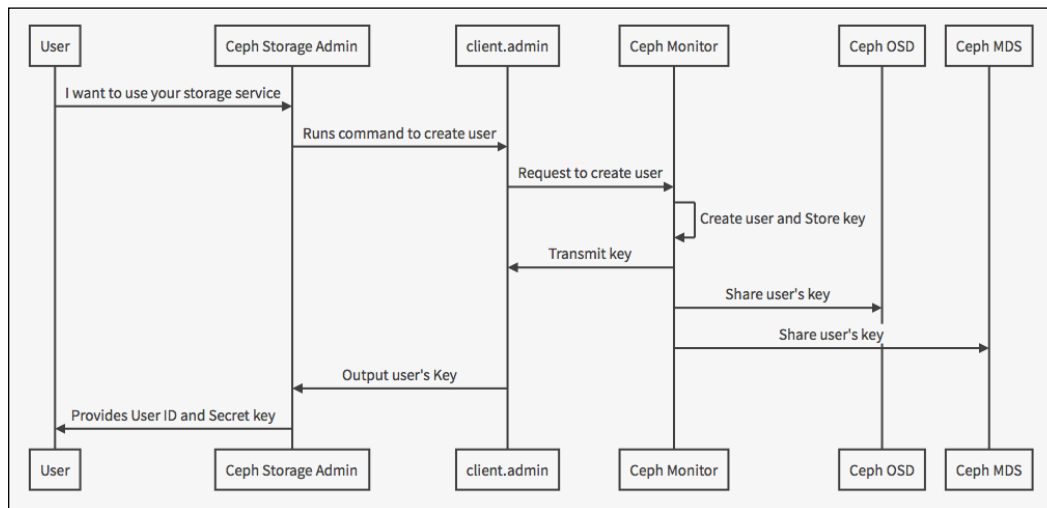 User
Ceph Storage Admin
client.admin
Ceph Monitor
Ceph OSD
Ceph MDS
I want to use your storage service
Runs command to create user
Request to create user
Create user and Store key
Transmit key
Share user's key
Share user's key
Output user's Key
Provides User ID and Secret key
User
Ceph Storage Admin
client.admin
Ceph Monitor
Ceph OSD
Ceph MDS